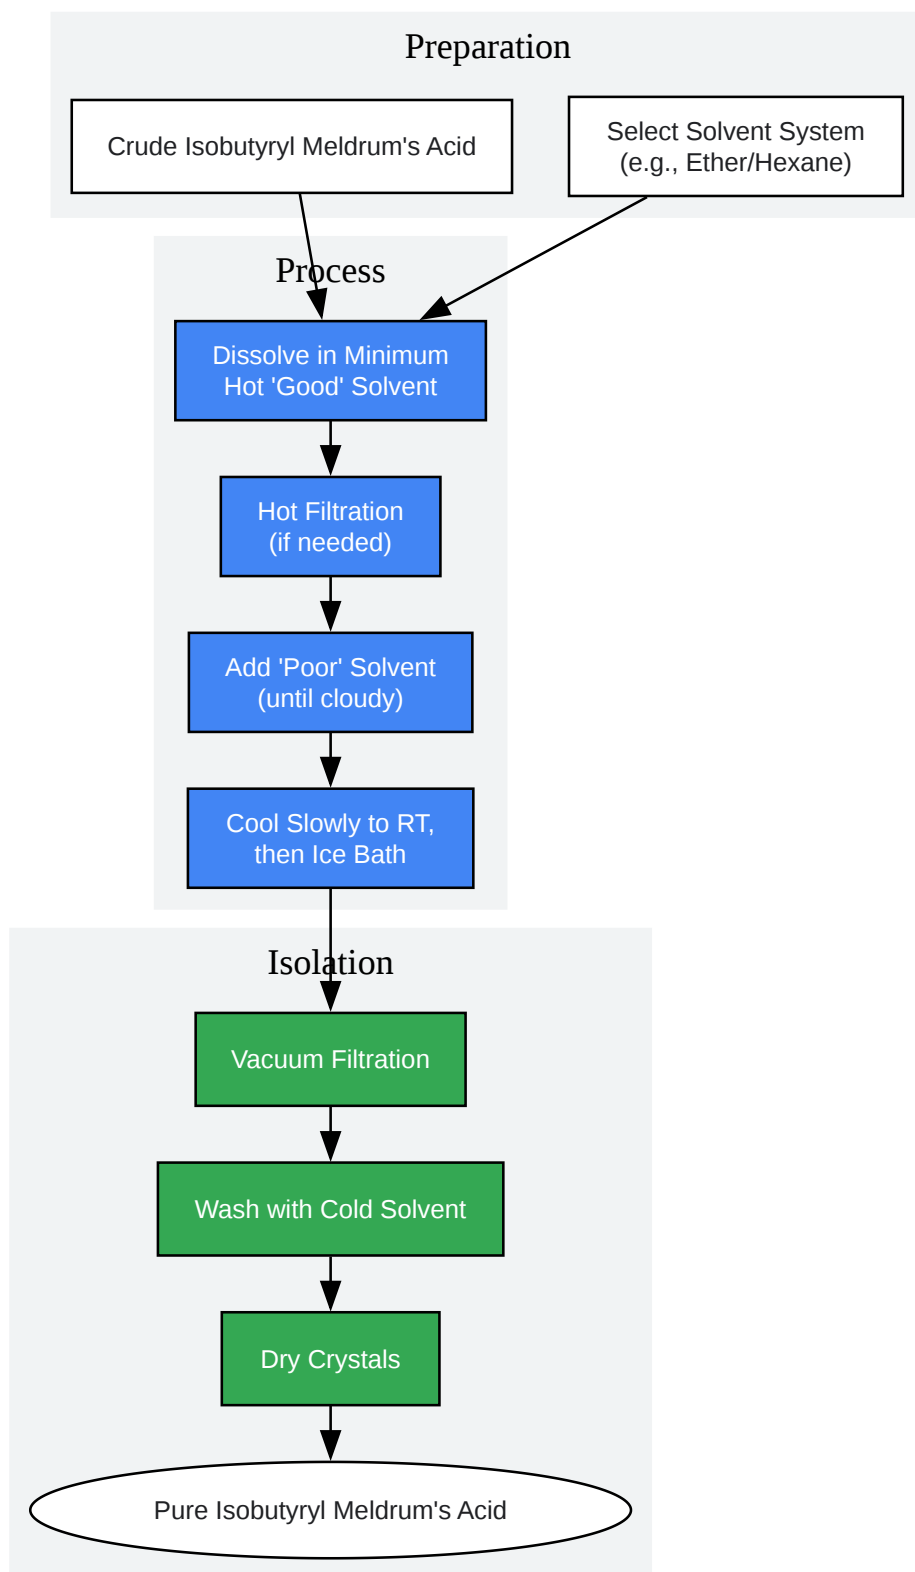 Preparation
Crude Isobutyryl Meldrum's Acid
Select Solvent System
(e.g., Ether/Hexane)
Process
Dissolve in Minimum
Hot 'Good' Solvent
Hot Filtration
(if needed)
Add 'Poor' Solvent
(until cloudy)
Cool Slowly to RT,
then Ice Bath
Isolation
Vacuum Filtration
Wash with Cold Solvent
Dry Crystals
Pure Isobutyryl Meldrum's Acid